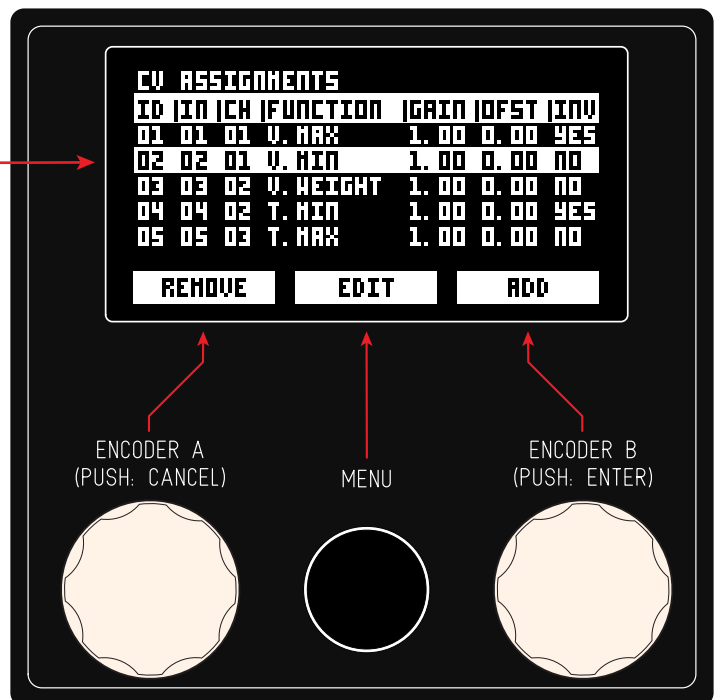 CV ASSIGNMENTS
ID |IN |CH |FUNCTION |GAIN |OFST |INV
01 01 01 V. MAX 1. 00 0. 00 YES
02 02 01 V. MIN 1. 00 0. 00 NO
03 03 02 V. WEIGHT 1. 00 0. 00 NO
04 04 02 T. MIN 1. 00 0. 00 YES
05 05 03 T. MAX 1. 00 0. 00 NO
REMOVE EDIT ADD
ENCODER A
(PUSH: CANCEL)
MENU
ENCODER B
(PUSH: ENTER)